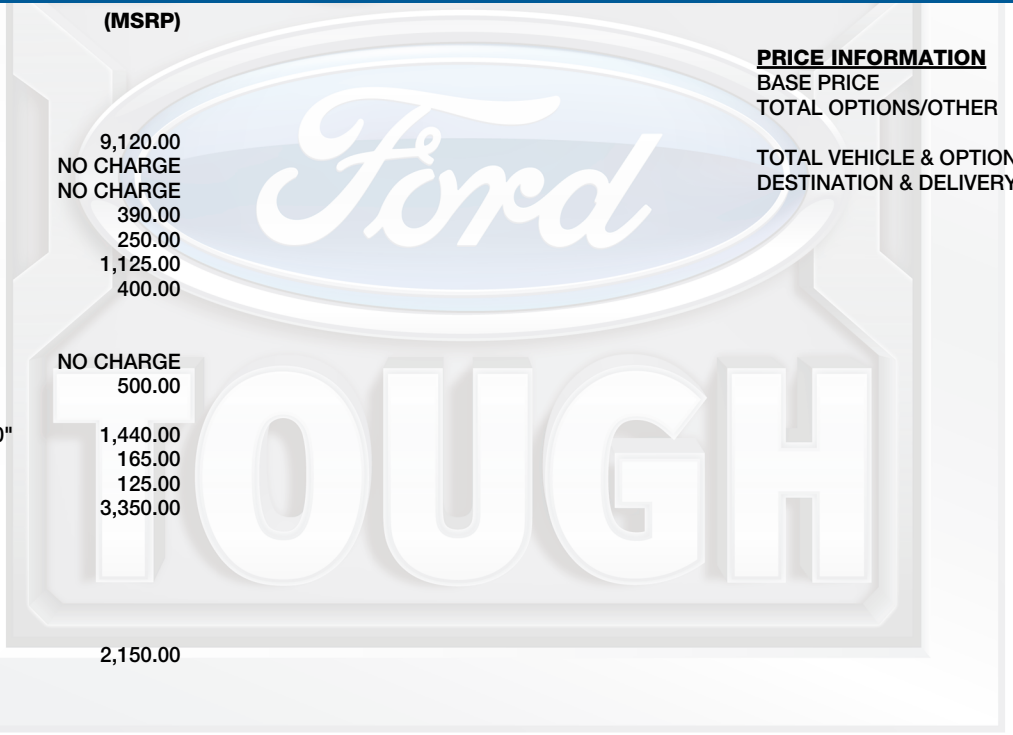 (MSRP)
9,120.00
NO CHARGE
NO CHARGE
390.00
250.00
1,125.00
400.00
NO CHARGE
500.00
0" 1,440.00
165.00
125.00
3,350.00
2,150.00
PRICE INFORMATION
BASE PRICE
TOTAL OPTIONS/OTHER
TOTAL VEHICLE & OPTION
DESTINATION & DELIVERY
Ford
TOUGH